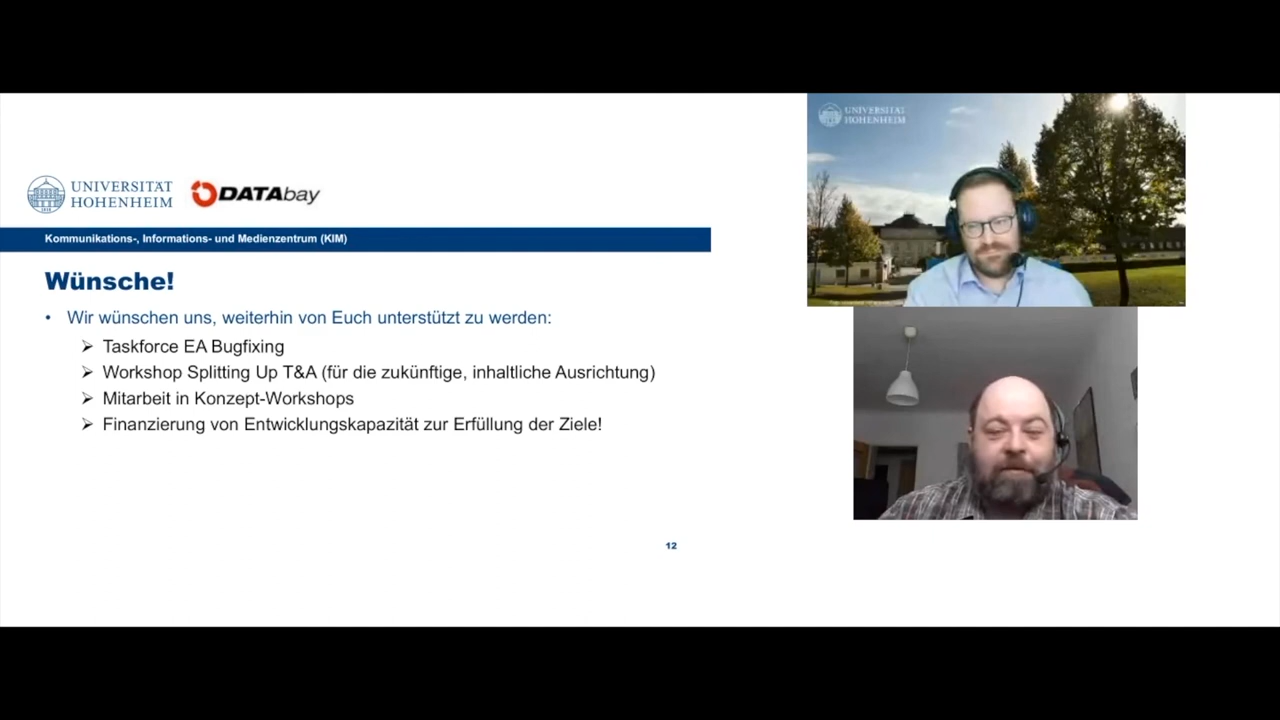 UNIVERSITÄT
HOHENHEIM
DATAbay
Kommunikations-, Informations- und Medienzentrum (KIM)
Wünsche!
• Wir wünschen uns, weiterhin von Euch unterstützt zu werden:
➢ Taskforce EA Bugfixing
➢ Workshop Splitting Up T&A (für die zukünftige, inhaltliche Ausrichtung)
➢ Mitarbeit in Konzept-Workshops
➢ Finanzierung von Entwicklungskapazität zur Erfüllung der Ziele!
12
UNIVERSITÄT
HOHENHEIM